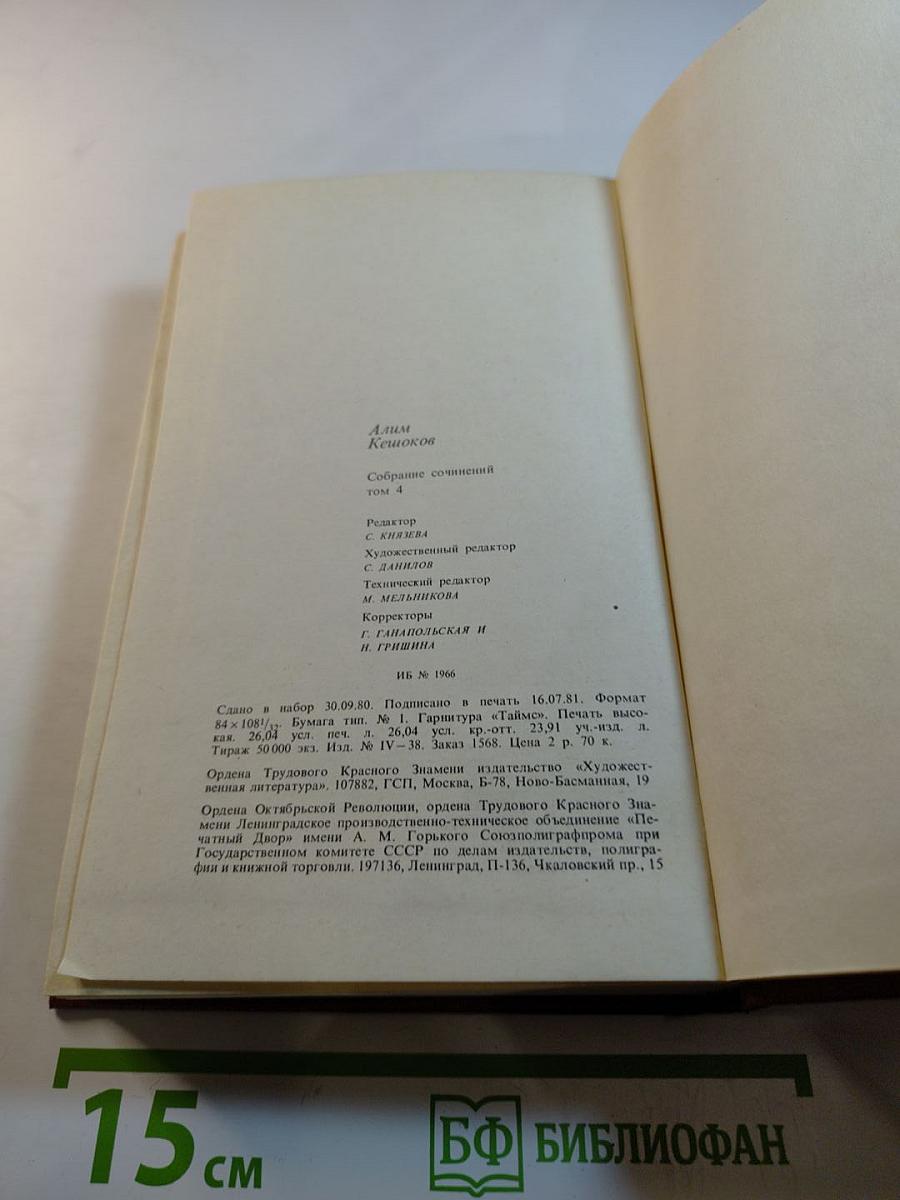 Алим
Кешоков
Собрание сочинений
том 4
Редактор
С. КНЯЗЕВА
Художественный редактор
С. ДАНИЛОВ
Технический редактор
М. МЕЛЬНИКОВА
Корректоры
Г. ГАНАПОЛЬСКАЯ И
Н. ГРИШИНА
ИБ № 1966
Сдано в набор 30.09.80. Подписано в печать 16.07.81. Формат
84×108¹/₃₂. Бумага тип. № 1. Гарнитура «Таймс». Печать высо-
кая. 26,04 усл. печ. л. 26,04 усл. кр.-отт. 23,91 уч.-изд. л.
Тираж 50 000 экз. Изд. № IV—38. Заказ 1568. Цена 2 р. 70 к.
Ордена Трудового Красного Знамени издательство «Художест-
венная литература». 107882, ГСП, Москва, Б-78, Ново-Басманная, 19
Ордена Октябрьской Революции, ордена Трудового Красного Зна-
мени Ленинградское производственно-техническое объединение «Пе-
чатный Двор» имени А. М. Горького Союзполиграфпрома при
Государственном комитете СССР по делам издательств, полигра-
фии и книжной торговли. 197136, Ленинград, П-136, Чкаловский пр., 15
15 см
БФ БИБЛИОФАН